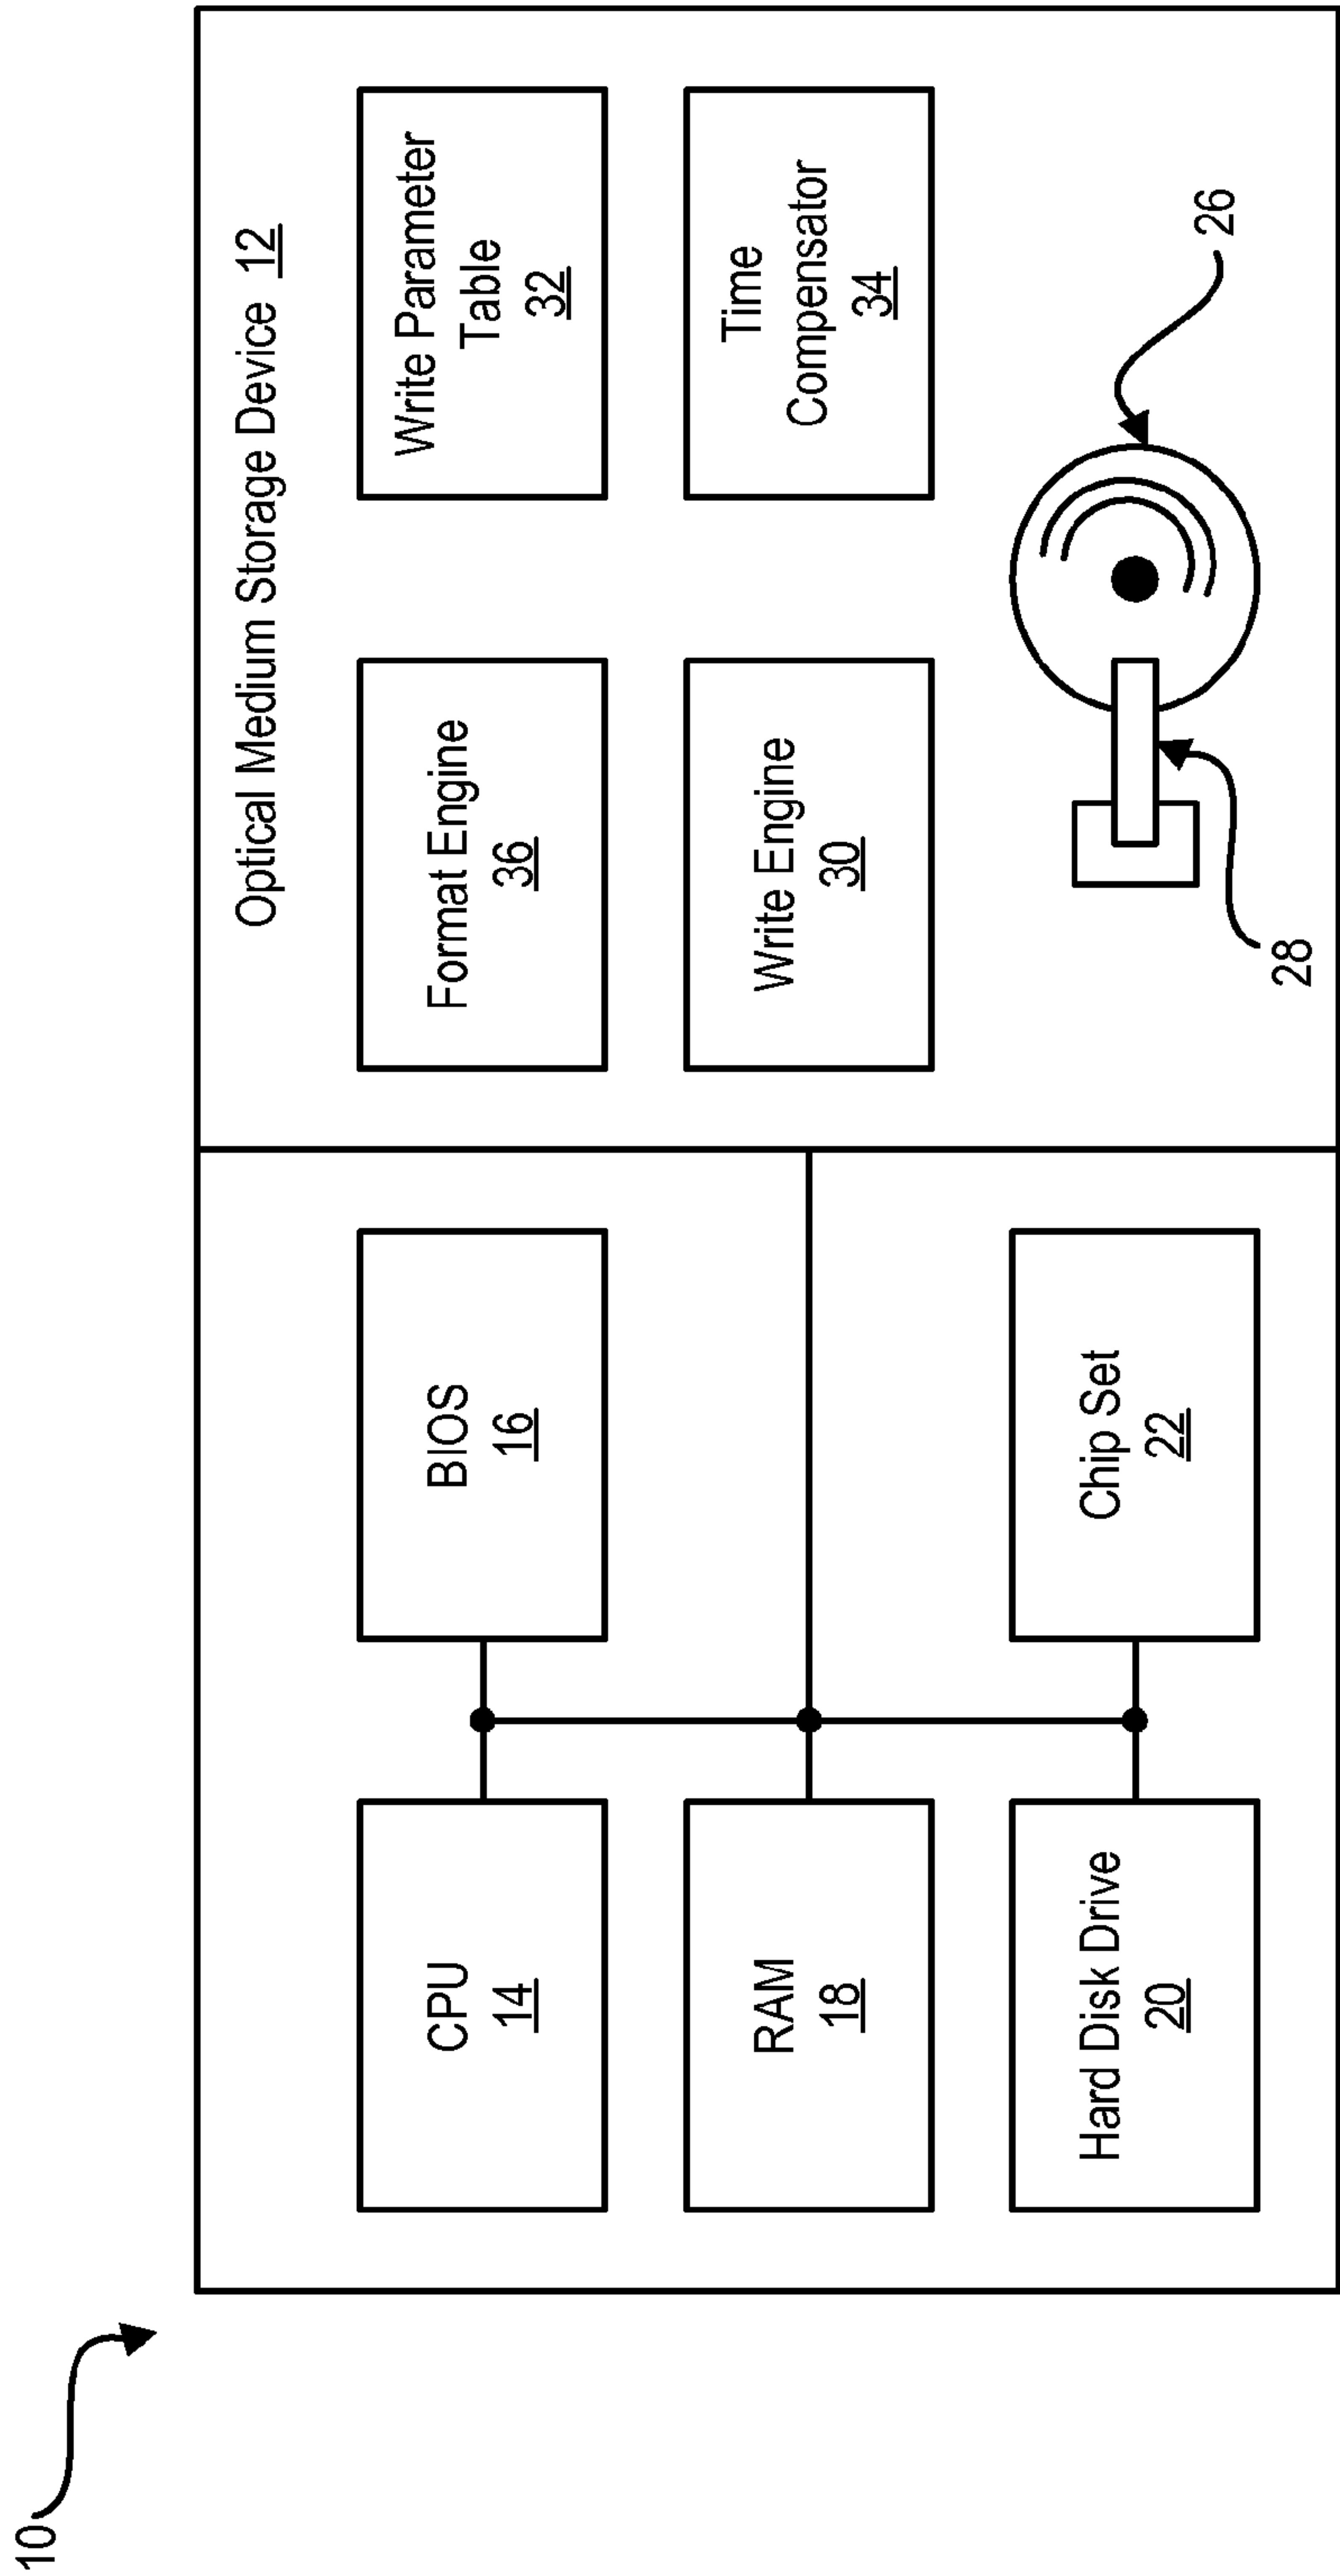 10
Optical Medium Storage Device 12
CPU
14
BIOS
16
Format Engine
36
Write Parameter
Table
32
RAM
18
Write Engine
30
Time
Compensator
34
Hard Disk Drive
20
Chip Set
22
28
26